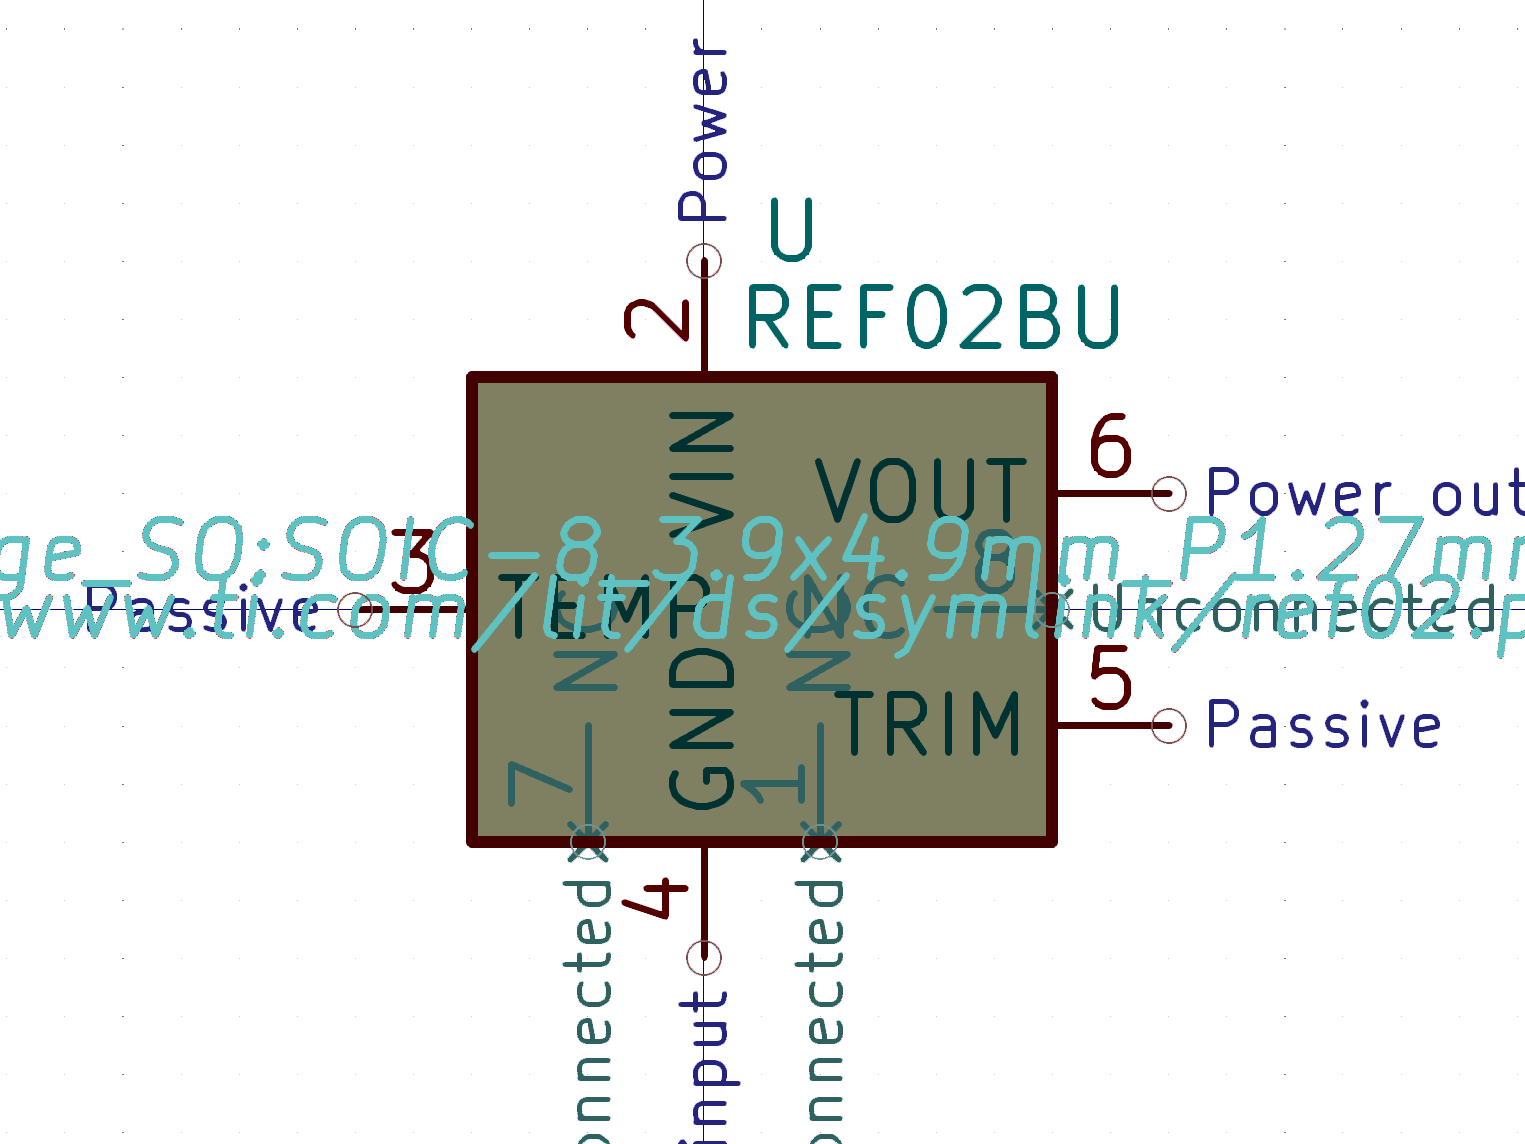 Power
U
2
REF02BU
VIN
6
VOUT
Power out
3
ge_SO:SOIC-8_3.9x4.9mm_P1.27mm
8
Passive
TEMP
NC
Unconnected
www.ti.com/lit/ds/symlink/ref02.p
NC
NC
GND
5
TRIM
Passive
7
1
4
onnected
input
onnected